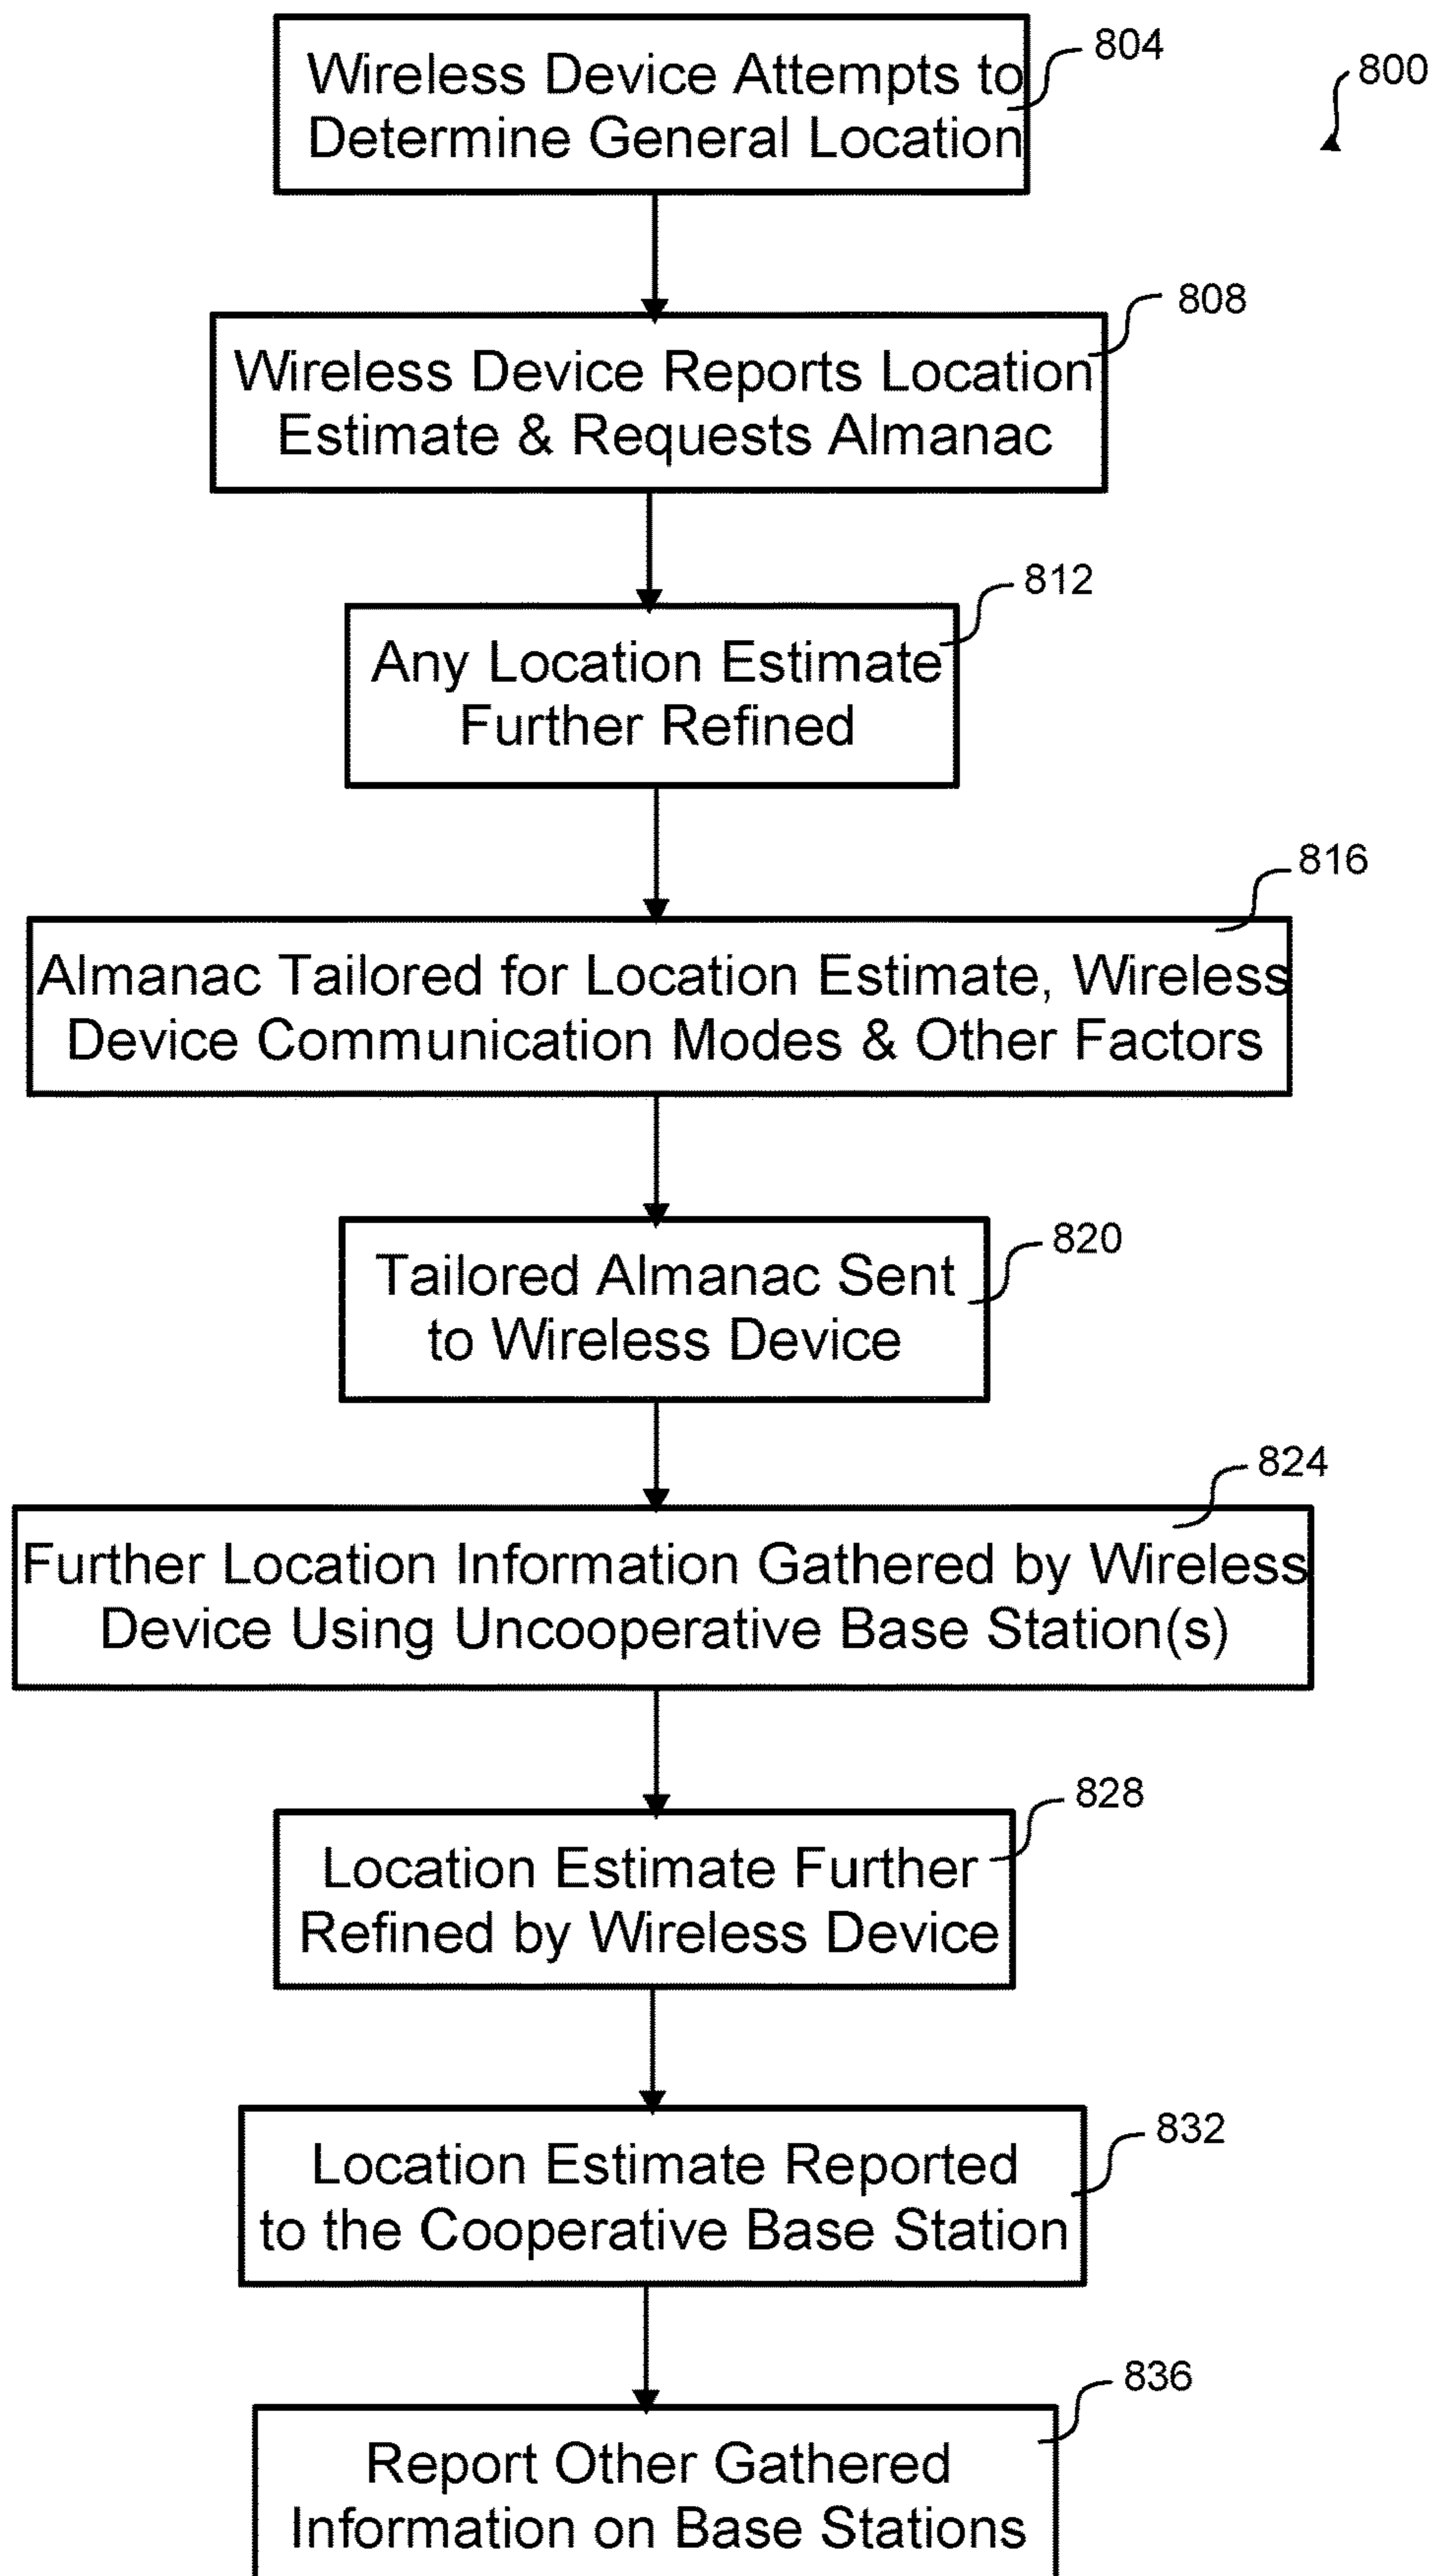 Wireless Device Attempts to
Determine General Location
804
800
Wireless Device Reports Location
Estimate & Requests Almanac
808
Any Location Estimate
Further Refined
812
Almanac Tailored for Location Estimate, Wireless
Device Communication Modes & Other Factors
816
Tailored Almanac Sent
to Wireless Device
820
Further Location Information Gathered by Wireless
Device Using Uncooperative Base Station(s)
824
Location Estimate Further
Refined by Wireless Device
828
Location Estimate Reported
to the Cooperative Base Station
832
Report Other Gathered
Information on Base Stations
836